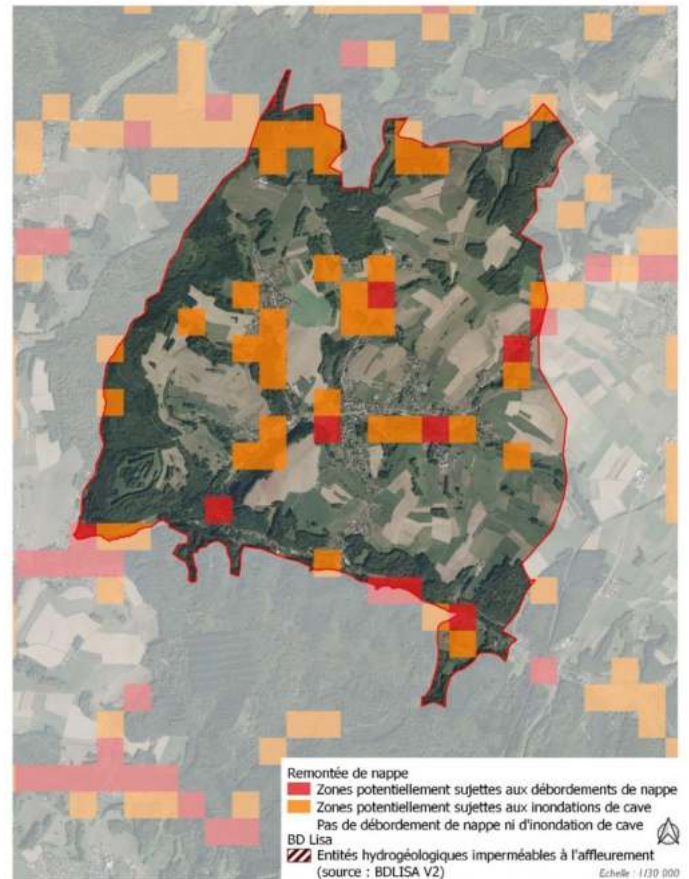 Remontée de nappe
Zones potentiellement sujettes aux débordements de nappe
Zones potentiellement sujettes aux inondations de cave
Pas de débordement de nappe ni d'inondation de cave
BD Lisa
Entités hydrogéologiques imperméables à l'affleurement
(source : BDLISA V2)
Echelle : 1/30 000